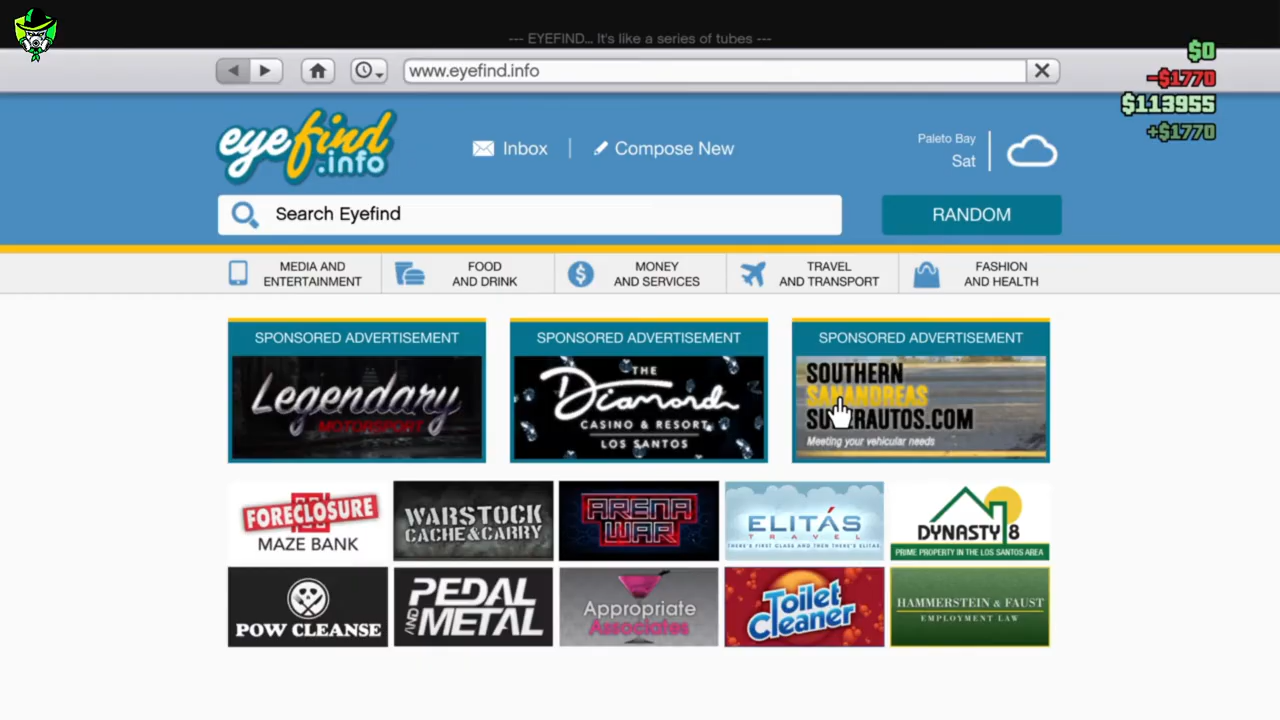 --- EYEFIND... It's like a series of tubes ---
www.eyefind.info
$0
-$1770
$113955
+$1770
eyefind
.info
Inbox
Compose New
Paleto Bay
Sat
Search Eyefind
RANDOM
MEDIA AND
ENTERTAINMENT
FOOD
AND DRINK
MONEY
AND SERVICES
TRAVEL
AND TRANSPORT
FASHION
AND HEALTH
SPONSORED ADVERTISEMENT
Legendary
MOTORSPORT
SPONSORED ADVERTISEMENT
THE
Diamond
CASINO & RESORT
LOS SANTOS
SPONSORED ADVERTISEMENT
SOUTHERN
SANANDREAS
SUPERAUTOS.COM
Meeting your vehicular needs
FORECLOSURE
MAZE BANK
WARSTOCK
CACHE&CARRY
ARENA
WAR
ELITÁS
TRAVEL
THERE'S FIRST CLASS AND THEN THERE'S ELITAS
DYNASTY 8
PRIME PROPERTY IN THE LOS SANTOS AREA
POW CLEANSE
PEDAL
AND METAL
Appropriate
Associates
Toilet
Cleaner
HAMMERSTEIN & FAUST
EMPLOYMENT LAW